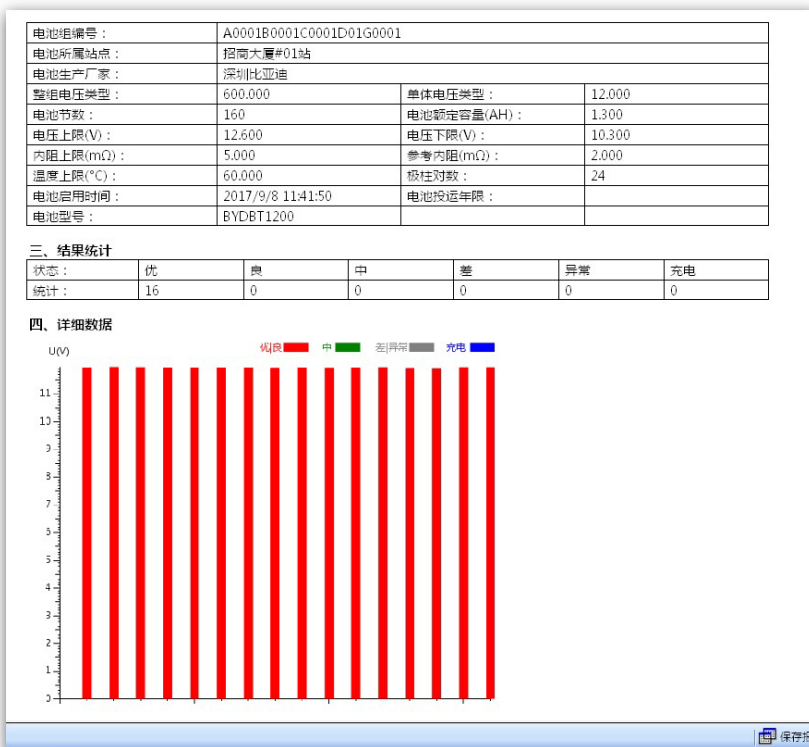 电池组编号： A0001B0001C0001D01G0001
电池所属站点： 招商大厦#01站
电池生产厂家： 深圳比亚迪
整组电压类型： 600.000 单体电压类型： 12.000
电池节数： 160 电池额定容量(AH)： 1.300
电压上限(V)： 12.600 电压下限(V)： 10.300
内阻上限(mΩ)： 5.000 参考内阻(mΩ)： 2.000
温度上限(°C)： 60.000 极柱对数： 24
电池启用时间： 2017/9/8 11:41:50 电池投运年限：
电池型号： BYDBT1200
三、结果统计
状态： 优 良 中 差 异常 充电
统计： 16 0 0 0 0 0
四、详细数据
优|良 中 差|异常 充电
U(V)
11
10
9
8
7
6
5
4
3
2
1
0
保存